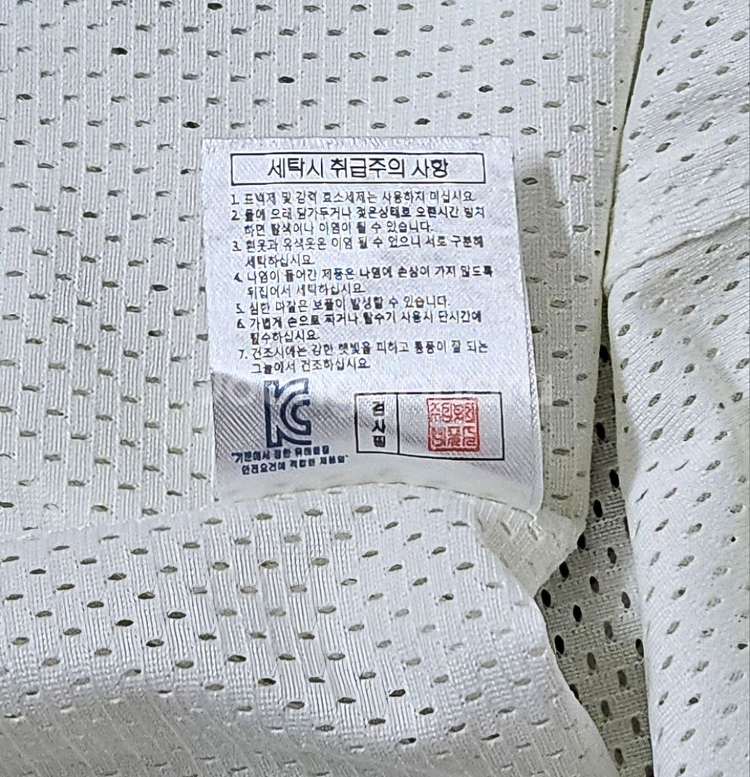 세탁시 취급주의 사항
1. 표백제 및 강력 효소세제는 사용하지 마십시요
2. 물에 오래 담가두거나 젖은상태로 오랜시간 방치
하면 탈색이나 이염이 될 수 있습니다.
3. 흰옷과 유색옷은 이염 될 수 있으니 서로 구분해
세탁하십시요
4. 나염이 들어간 제품은 나염에 손상이 가지 않도록
뒤집어서 세탁하십시요.
5. 심한 마찰은 보풀이 발생할 수 있습니다.
6. 가볍게 손으로 짜거나 탈수기 사용시 단시간에
탈수하십시요.
7. 건조시에는 강한 햇빛을 피하고 통풍이 잘 되는
그늘에서 건조하십시요
KC
검사필
"기준에서 정한 유해물질
안전요건에 적합한 제품임"